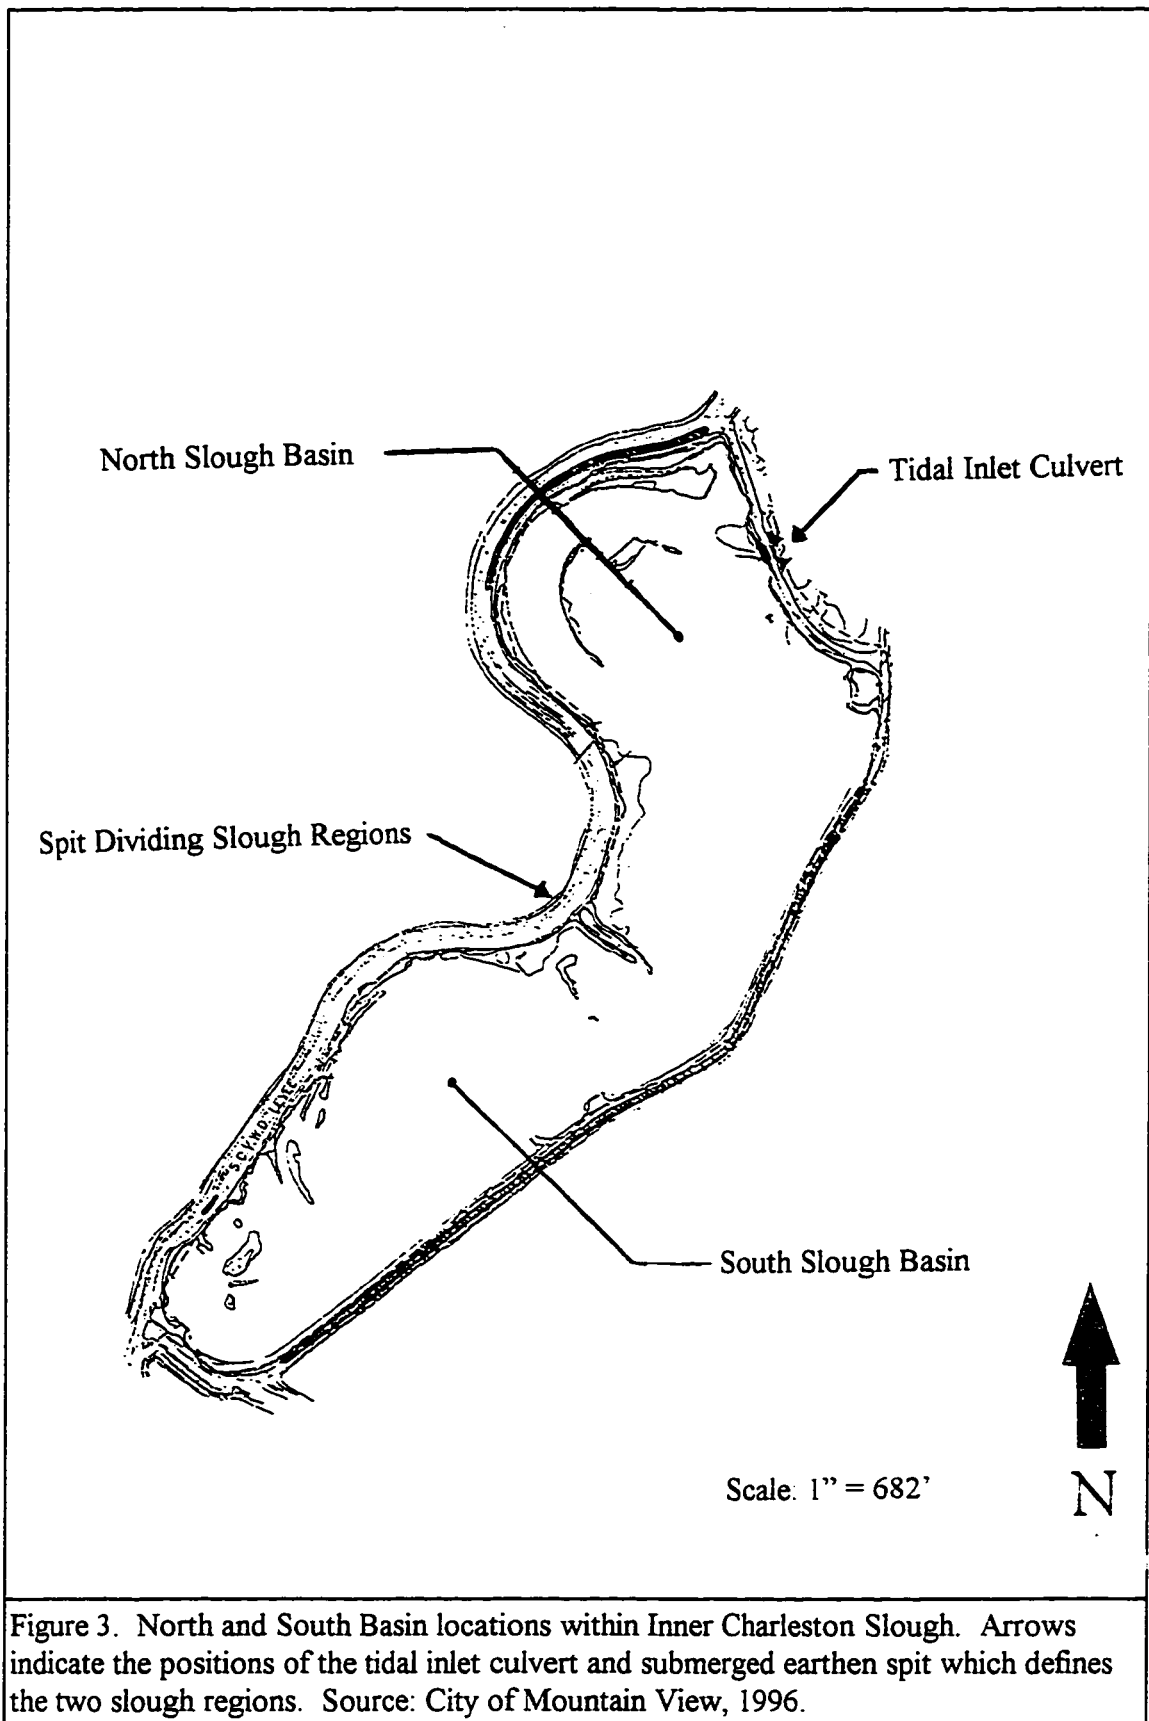 North Slough Basin
Tidal Inlet Culvert
Spit Dividing Slough Regions
S.C.V.W.D. LEVEE
South Slough Basin
Scale: 1” = 682’
N
Figure 3. North and South Basin locations within Inner Charleston Slough. Arrows
indicate the positions of the tidal inlet culvert and submerged earthen spit which defines
the two slough regions. Source: City of Mountain View, 1996.